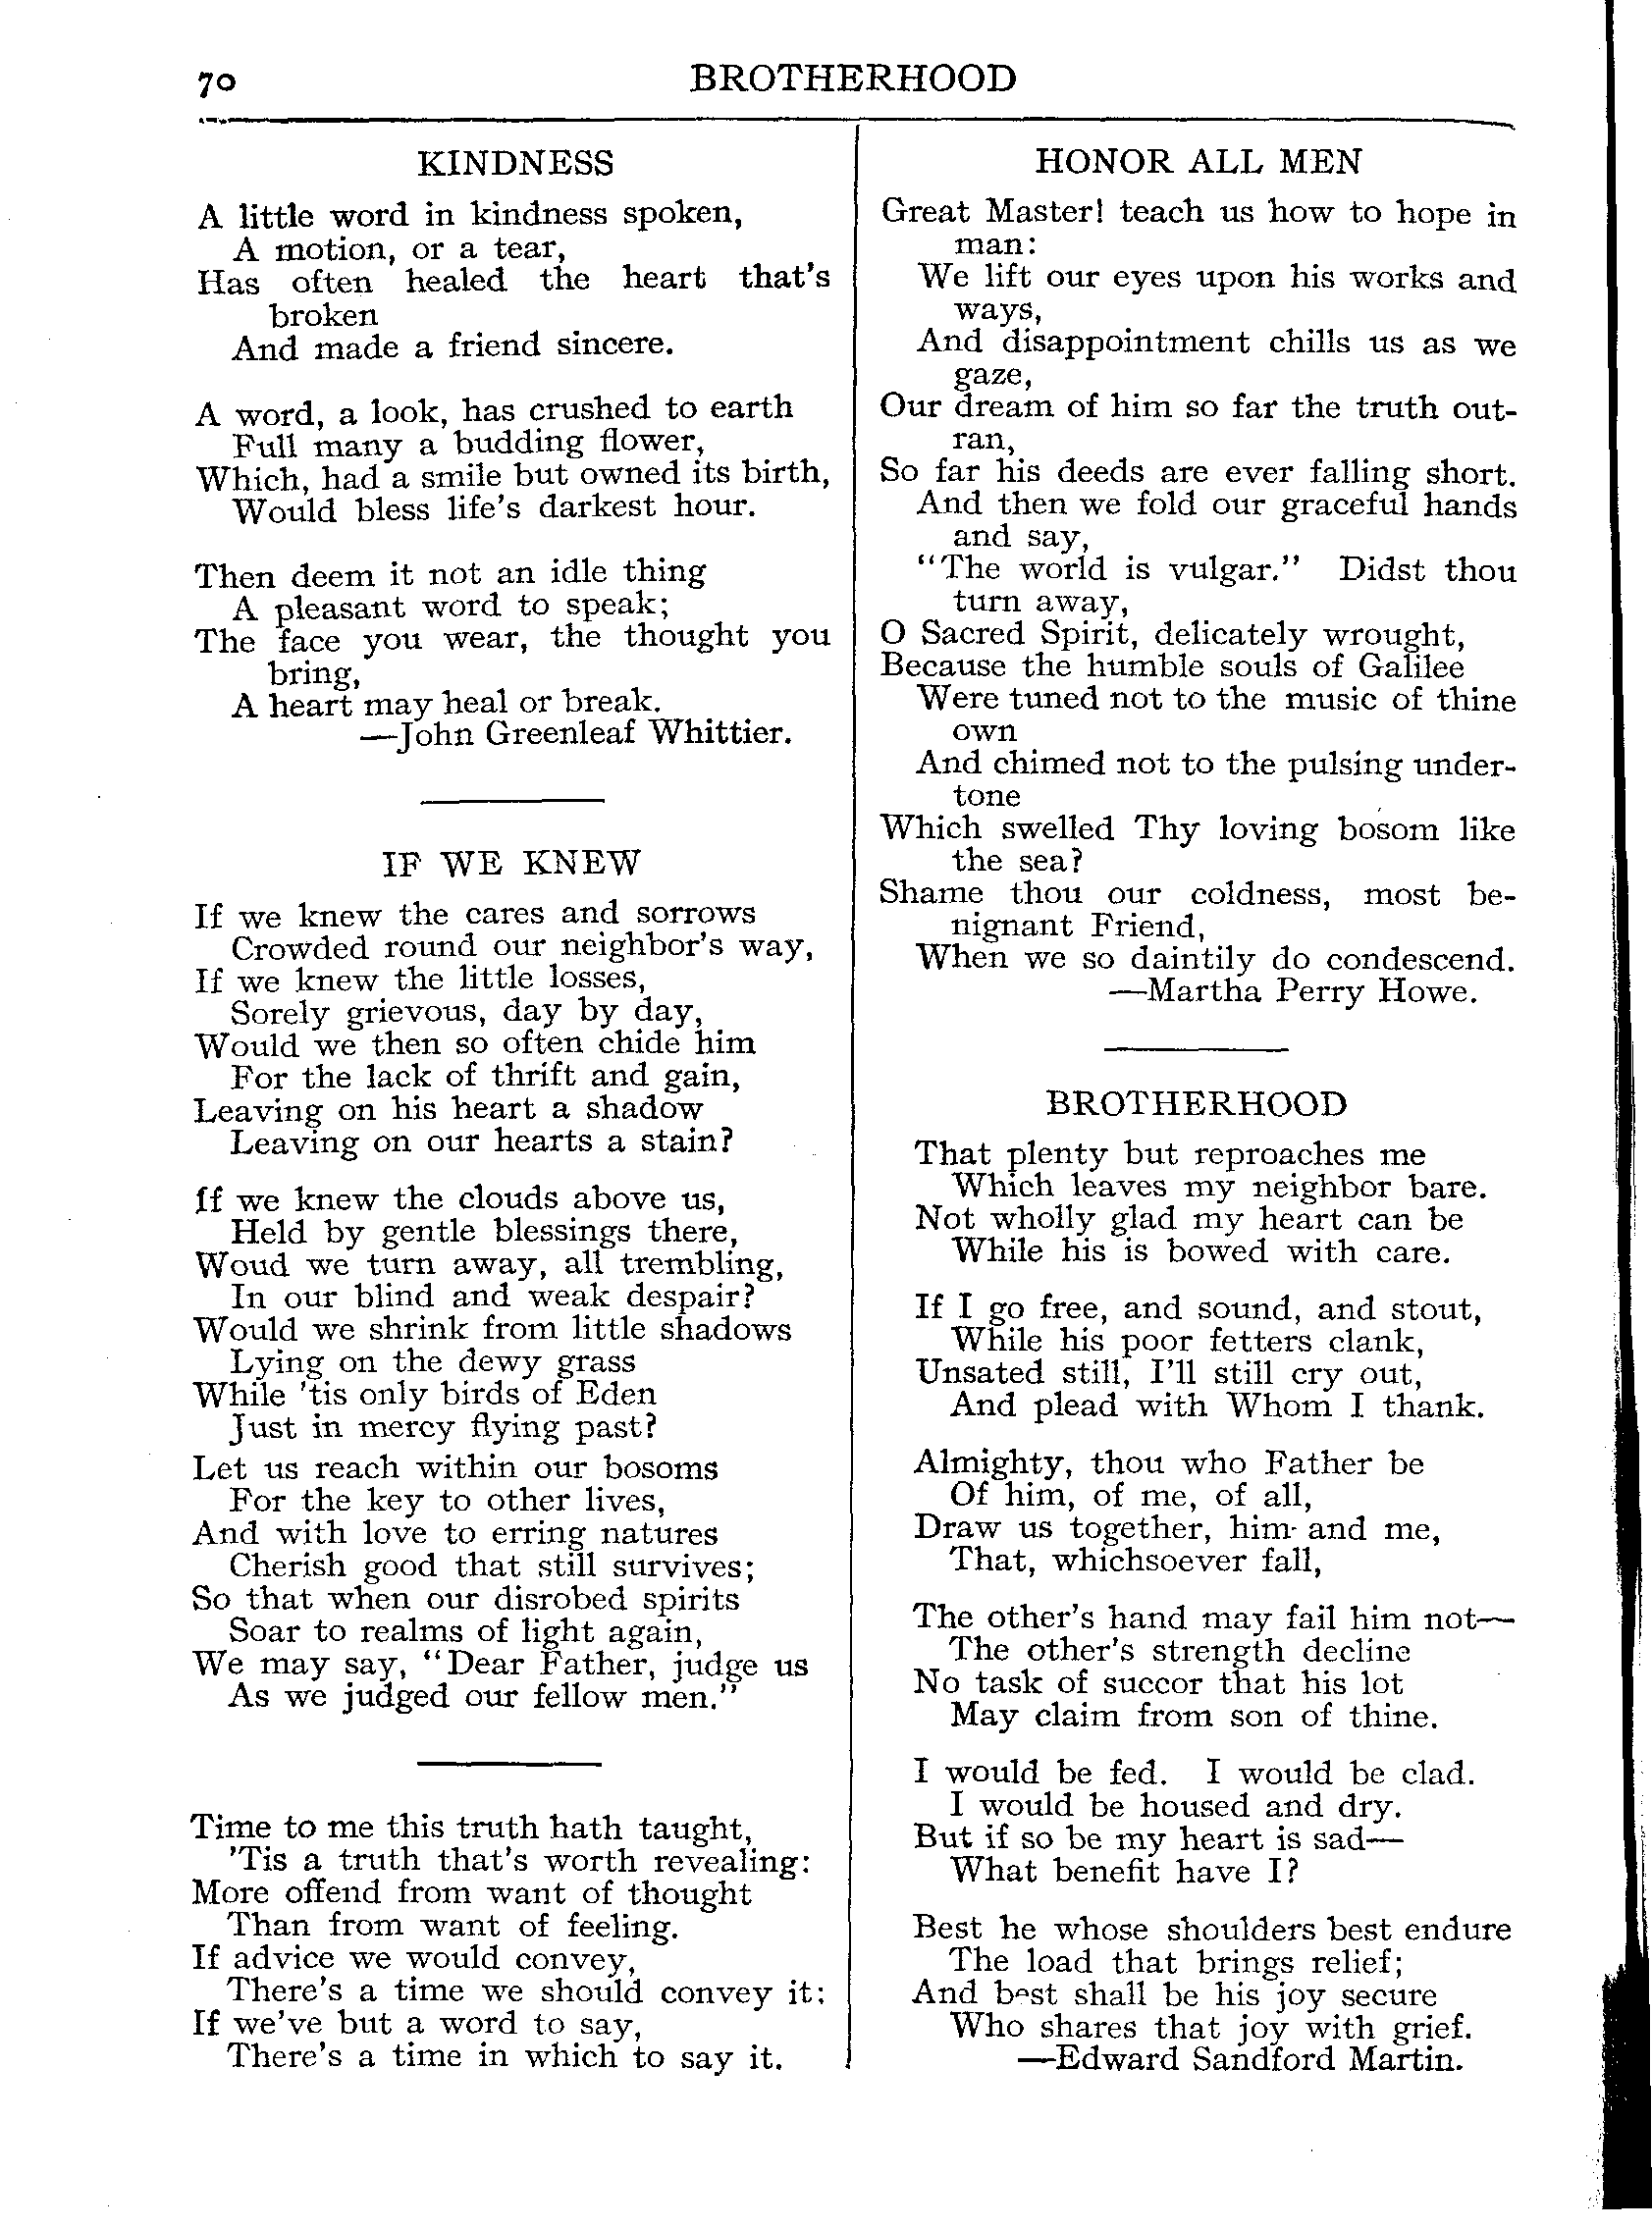 70
BROTHERHOOD
KINDNESS
A little word in kindness spoken,
A motion, or a tear,
Has often healed the heart that's
broken
And made a friend sincere.
A word, a look, has crushed to earth
Full many a budding flower,
Which, had a smile but owned its birth,
Would bless life's darkest hour.
Then deem it not an idle thing
A pleasant word to speak;
The face you wear, the thought you
bring,
A heart may heal or break.
—John Greenleaf Whittier.
IF WE KNEW
If we knew the cares and sorrows
Crowded round our neighbor's way,
If we knew the little losses,
Sorely grievous, day by day,
Would we then so often chide him
For the lack of thrift and gain,
Leaving on his heart a shadow
Leaving on our hearts a stain?
If we knew the clouds above us,
Held by gentle blessings there,
Woud we turn away, all trembling,
In our blind and weak despair?
Would we shrink from little shadows
Lying on the dewy grass
While 'tis only birds of Eden
Just in mercy flying past?
Let us reach within our bosoms
For the key to other lives,
And with love to erring natures
Cherish good that still survives;
So that when our disrobed spirits
Soar to realms of light again,
We may say, "Dear Father, judge us
As we judged our fellow men."
Time to me this truth hath taught,
'Tis a truth that's worth revealing:
More offend from want of thought
Than from want of feeling.
If advice we would convey,
There's a time we should convey it;
If we've but a word to say,
There's a time in which to say it.
HONOR ALL MEN
Great Master! teach us how to hope in
man:
We lift our eyes upon his works and
ways,
And disappointment chills us as we
gaze,
Our dream of him so far the truth out-
ran,
So far his deeds are ever falling short.
And then we fold our graceful hands
and say,
"The world is vulgar." Didst thou
turn away,
O Sacred Spirit, delicately wrought,
Because the humble souls of Galilee
Were tuned not to the music of thine
own
And chimed not to the pulsing under-
tone
Which swelled Thy loving bosom like
the sea?
Shame thou our coldness, most be-
nignant Friend,
When we so daintily do condescend.
—Martha Perry Howe.
BROTHERHOOD
That plenty but reproaches me
Which leaves my neighbor bare.
Not wholly glad my heart can be
While his is bowed with care.
If I go free, and sound, and stout,
While his poor fetters clank,
Unsated still, I'll still cry out,
And plead with Whom I thank.
Almighty, thou who Father be
Of him, of me, of all,
Draw us together, him and me,
That, whichsoever fall,
The other's hand may fail him not—
The other's strength decline
No task of succor that his lot
May claim from son of thine.
I would be fed. I would be clad.
I would be housed and dry.
But if so be my heart is sad—
What benefit have I?
Best he whose shoulders best endure
The load that brings relief;
And best shall be his joy secure
Who shares that joy with grief.
—Edward Sandford Martin.